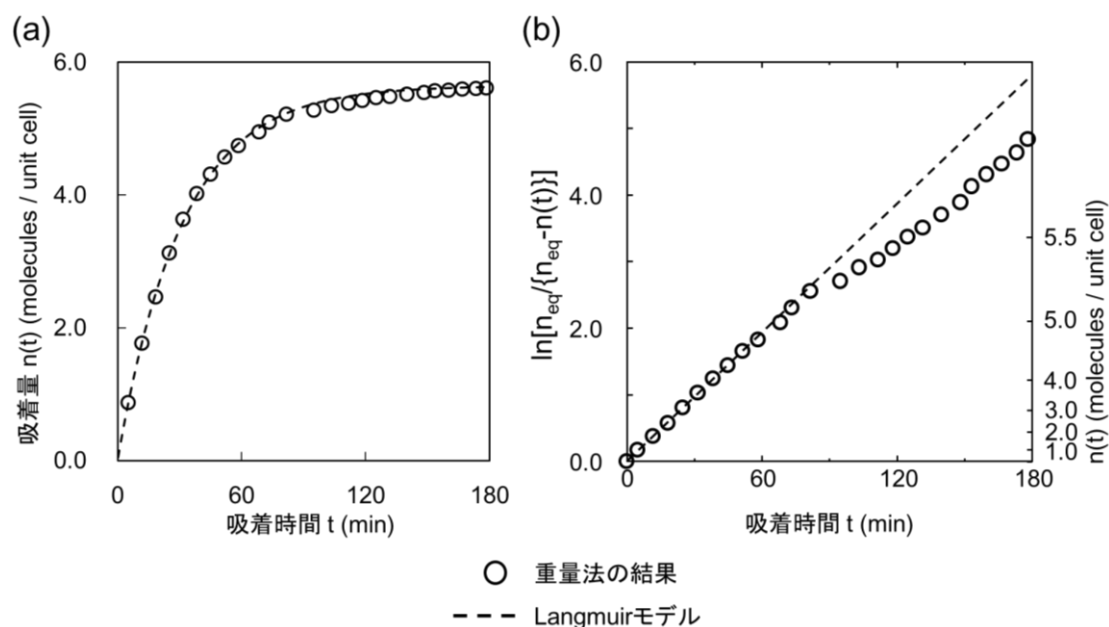 (a)
吸着量 n(t) (molecules / unit cell)
6.0
4.0
2.0
0.0
0
60
120
180
吸着時間 t (min)
(b)
ln[n_eq/{n_eq-n(t)}]
6.0
4.0
2.0
0.0
0
60
120
180
吸着時間 t (min)
5.5
5.0
4.0
3.0
2.0
1.0
n(t) (molecules / unit cell)
重量法の結果
Langmuirモデル